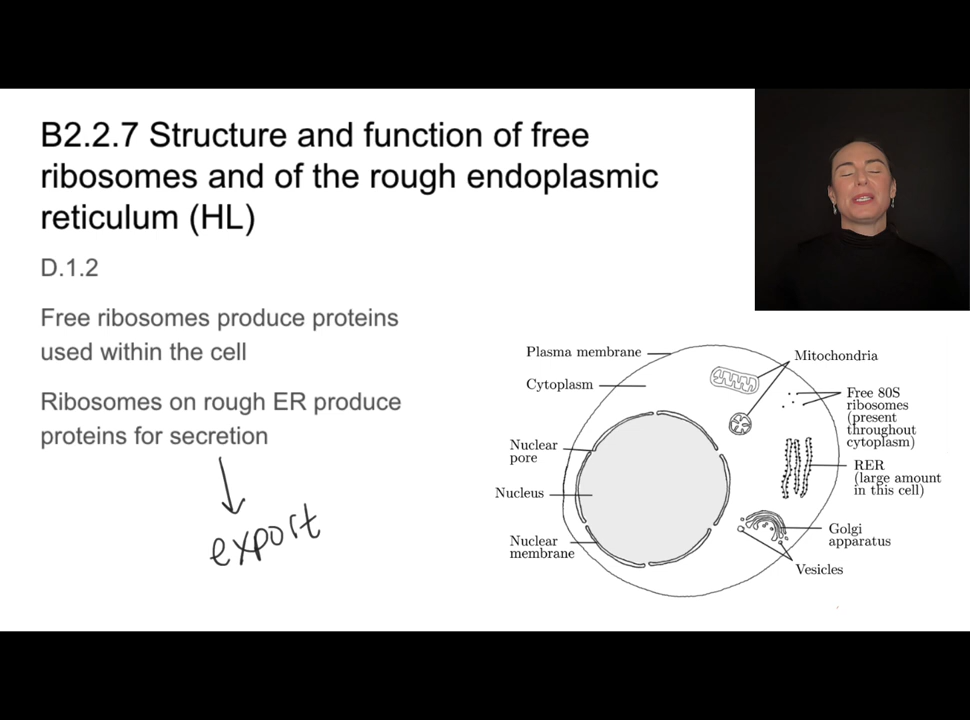 B2.2.7 Structure and function of free
ribosomes and of the rough endoplasmic
reticulum (HL)
D.1.2
Free ribosomes produce proteins
used within the cell
Ribosomes on rough ER produce
proteins for secretion
export
Plasma membrane
Cytoplasm
Nuclear
pore
Nucleus
Nuclear
membrane
Mitochondria
Free 80S
ribosomes
(present
throughout
cytoplasm)
RER
(large amount
in this cell)
Golgi
apparatus
Vesicles